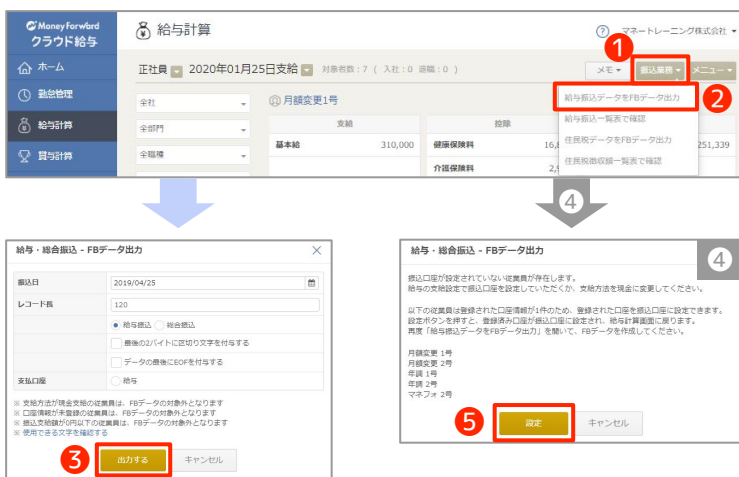 MoneyForward
クラウド給与
給与計算
マネートレーニング株式会社
1
ホーム
正社員 2020年01月25日支給 対象者数：7 ( 入社：0 退職：0 )
メモ 振込業務 メニュー
勤怠管理
全社
月額変更1号
給与振込データをFBデータ出力
2
給与計算
全部門
支給 控除
給与振込一覧表で確認
基本給 310,000 健康保険料 16,8
住民税データをFBデータ出力
251,339
賞与計算
全職種
介護保険料 2,9
住民税徴収額一覧表で確認
4
給与・総合振込 - FBデータ出力
振込日 2019/04/25
レコード長 120
給与振込 総合振込
最後の2バイトに区切り文字を付与する
データの最後にEOFを付与する
支払口座 給与
※ 支給方法が現金支給の従業員は、FBデータの対象外となります
※ 口座情報が未登録の従業員は、FBデータの対象外となります
※ 振込支給額が0円以下の従業員は、FBデータの対象外となります
※ 使用できる文字を確認する
3 出力する キャンセル
給与・総合振込 - FBデータ出力
4
振込口座が設定されていない従業員が存在します。
給与の支給設定で振込口座を設定していただくか、支給方法を現金に変更してください。
以下の従業員は登録された口座情報が1件のため、登録された口座を振込口座に設定できます。
設定ボタンを押すと、登録済み口座が振込口座に設定され、給与計算画面に戻ります。
再度「給与振込データをFBデータ出力」を開いて、FBデータを作成してください。
月額変更 1号
月額変更 2号
年調 1号
年調 2号
マネフォ 2号
5 設定 キャンセル